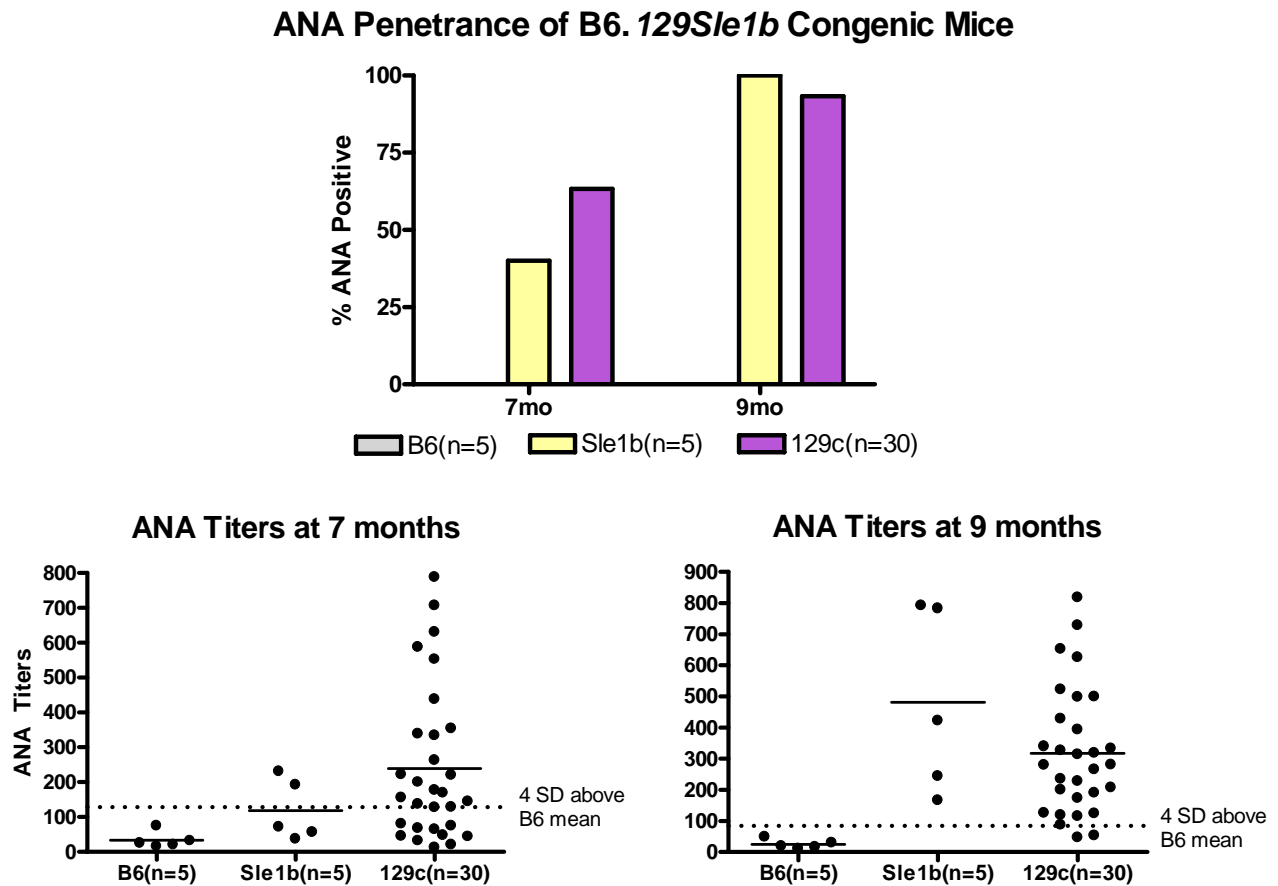 ANA Penetrance of B6.129Sle1b Congenic Mice
% ANA Positive
100
75
50
25
0
7mo 9mo
B6(n=5) Sle1b(n=5) 129c(n=30)
ANA Titers at 7 months
ANA Titers
800
700
600
500
400
300
200
100
0
4 SD above
B6 mean
B6(n=5) Sle1b(n=5) 129c(n=30)
ANA Titers at 9 months
900
800
700
600
500
400
300
200
100
0
4 SD above
B6 mean
B6(n=5) Sle1b(n=5) 129c(n=30)